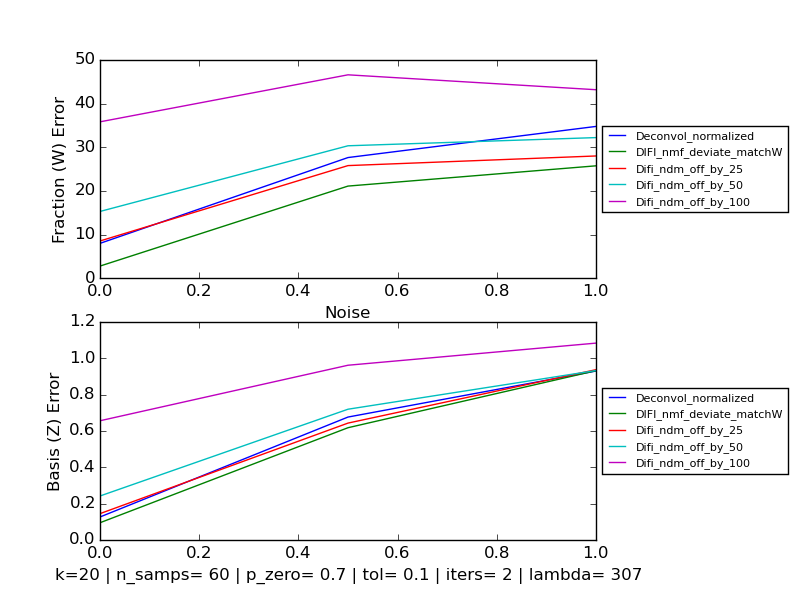 50
40
30
20
10
0
Fraction (W) Error
0.0 0.2 0.4 0.6 0.8 1.0
Noise
Deconvol_normalized
DIFI_nmf_deviate_matchW
Difi_ndm_off_by_25
Difi_ndm_off_by_50
Difi_ndm_off_by_100
1.2
1.0
0.8
0.6
0.4
0.2
0.0
Basis (Z) Error
0.0 0.2 0.4 0.6 0.8 1.0
Deconvol_normalized
DIFI_nmf_deviate_matchW
Difi_ndm_off_by_25
Difi_ndm_off_by_50
Difi_ndm_off_by_100
k=20 | n_samps= 60 | p_zero= 0.7 | tol= 0.1 | iters= 2 | lambda= 307